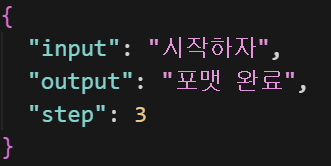 {
  "input": "시작하자",
  "output": "포맷 완료",
  "step": 3
}